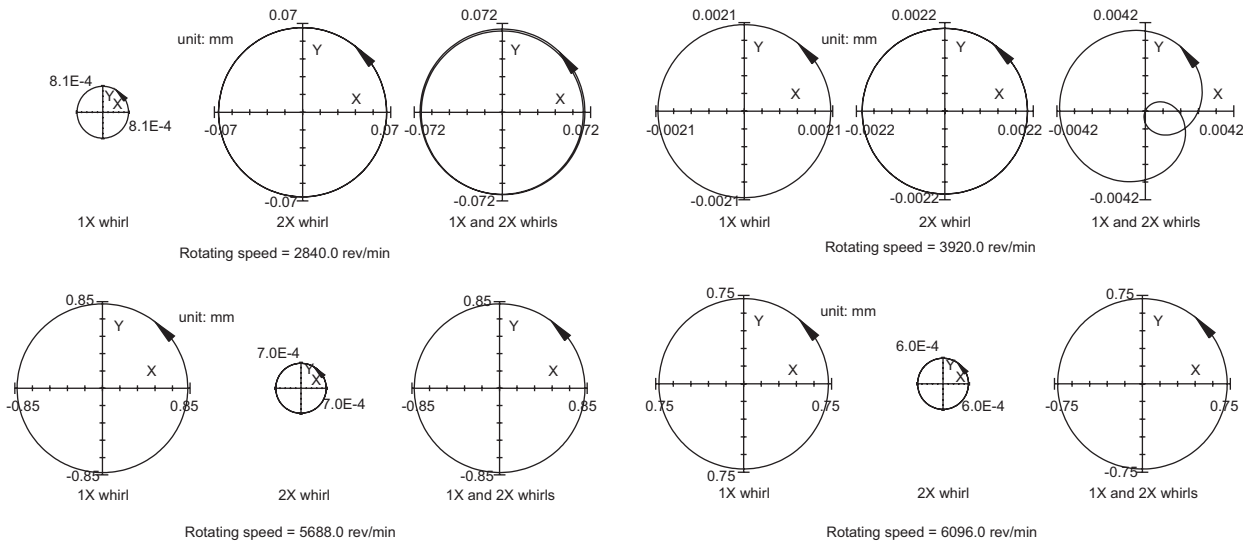 0.07
0.072
0.0021
0.0022
0.0042
unit: mm
unit: mm
Y
Y
Y
Y
Y
8.1E-4
Y
X
X
X
X
X
X
8.1E-4
-0.07
0.07
-0.072
0.072
-0.0021
0.0021
-0.0022
0.0022
-0.0042
0.0042
-0.07
-0.072
-0.0021
-0.0022
-0.0042
1X whirl
2X whirl
1X and 2X whirls
1X whirl
2X whirl
1X and 2X whirls
Rotating speed = 2840.0 rev/min
Rotating speed = 3920.0 rev/min
0.85
0.85
0.75
0.75
unit: mm
unit: mm
Y
Y
Y
Y
7.0E-4
6.0E-4
Y
Y
X
X
X
X
X
X
-0.85
0.85
7.0E-4
-0.85
0.85
0.75
0.75
6.0E-4
-0.75
0.75
-0.85
-0.85
0.75
-0.75
1X whirl
2X whirl
1X and 2X whirls
1X whirl
2X whirl
1X and 2X whirls
Rotating speed = 5688.0 rev/min
Rotating speed = 6096.0 rev/min